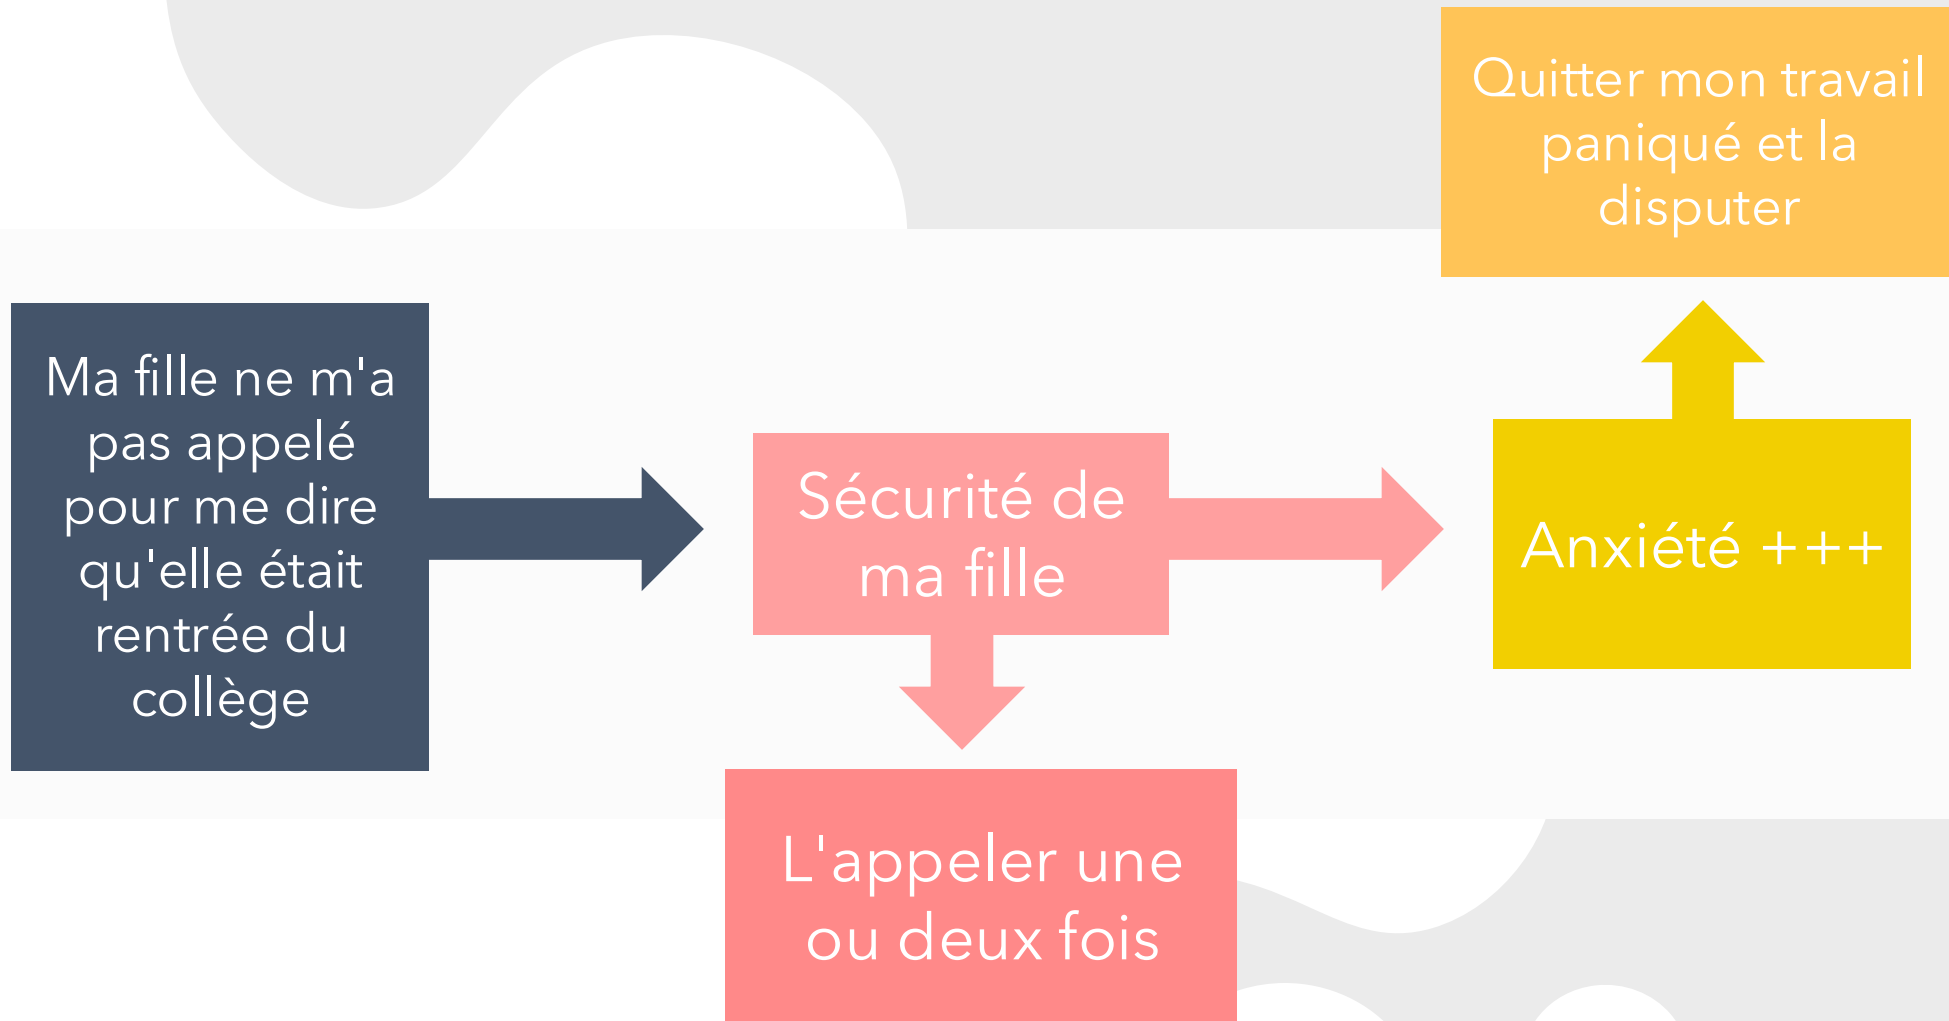 Quitter mon travail
paniqué et la
disputer
Ma fille ne m'a
pas appelé
pour me dire
qu'elle était
rentrée du
collège
Sécurité de
ma fille
Anxiété +++
L'appeler une
ou deux fois